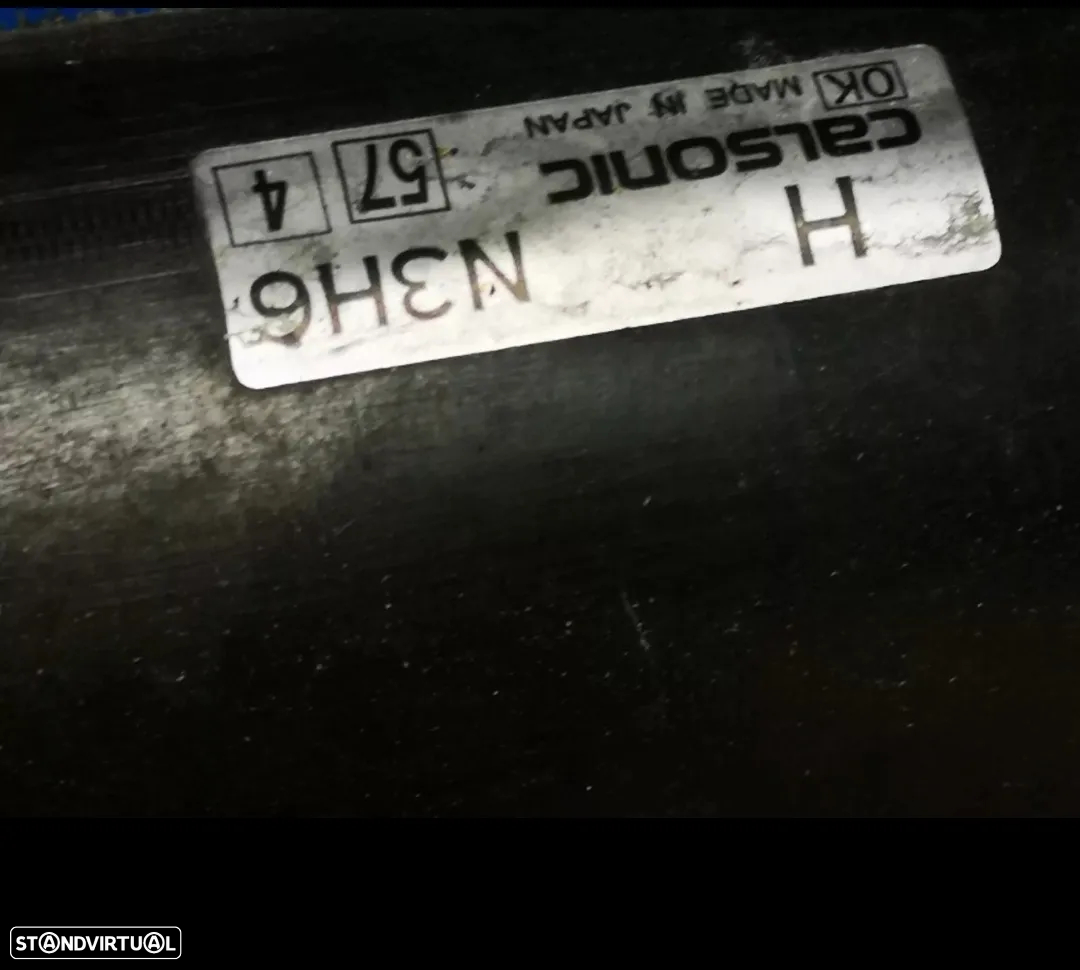 H N3H6
CALSONIC 57 4
OK MADE IN JAPAN
STANDVIRTUAL